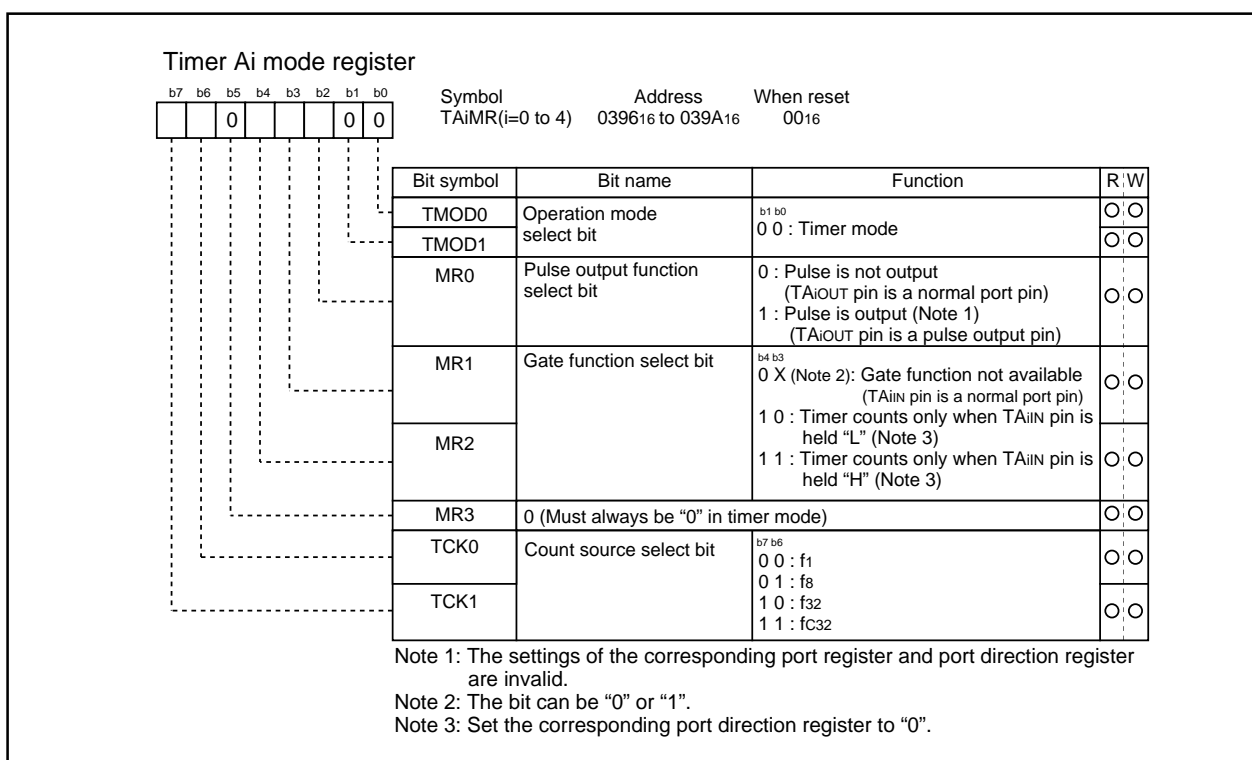 Timer Ai mode register
b7 b6 b5 b4 b3 b2 b1 b0
0 0 0
Symbol Address When reset
TAiMR(i=0 to 4) 039616 to 039A16 0016
Bit symbol Bit name Function R W
TMOD0 Operation mode select bit b1 b0
0 0 : Timer mode
TMOD1
MR0 Pulse output function select bit 0 : Pulse is not output
(TAiOUT pin is a normal port pin)
1 : Pulse is output (Note 1)
(TAiOUT pin is a pulse output pin)
MR1 Gate function select bit b4 b3
0 X (Note 2): Gate function not available
(TAiIN pin is a normal port pin)
1 0 : Timer counts only when TAiIN pin is
held “L” (Note 3)
MR2
1 1 : Timer counts only when TAiIN pin is
held “H” (Note 3)
MR3 0 (Must always be “0” in timer mode)
TCK0 Count source select bit b7 b6
0 0 : f1
0 1 : f8
TCK1
1 0 : f32
1 1 : fC32
Note 1: The settings of the corresponding port register and port direction register
are invalid.
Note 2: The bit can be “0” or “1”.
Note 3: Set the corresponding port direction register to “0”.